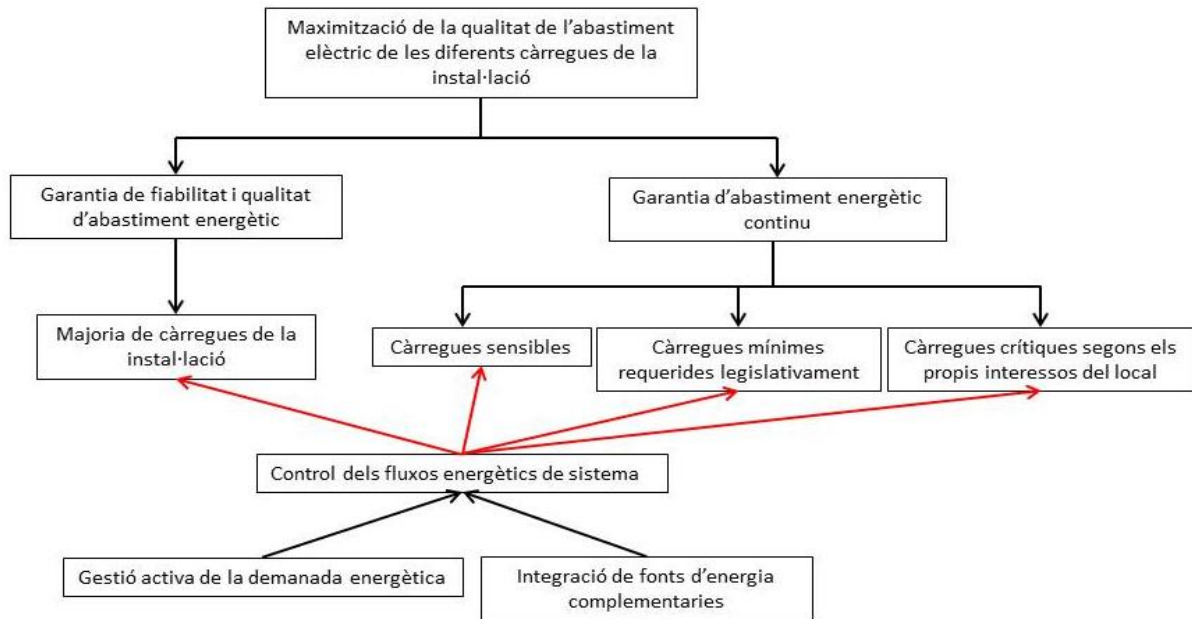 Maximització de la qualitat de l’abastiment
elèctric de les diferents càrregues de la
instal·lació
Garantia de fiabilitat i qualitat
d’abastiment energètic
Garantia d’abastiment energètic
continu
Majoria de càrregues de la
instal·lació
Càrregues sensibles
Càrregues mínimes
requerides legislativament
Càrregues crítiques segons els
propis interessos del local
Control dels fluxos energètics de sistema
Gestió activa de la demanada energètica
Integració de fonts d’energia
complementaries